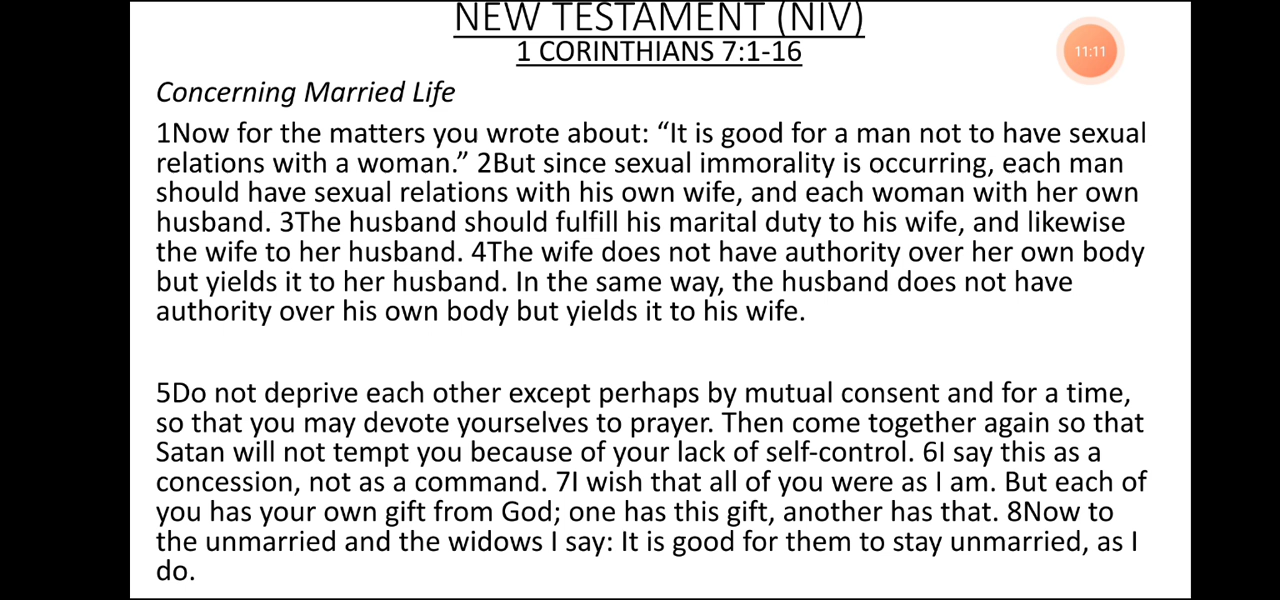 NEW TESTAMENT (NIV)
1 CORINTHIANS 7:1-16
11:11
Concerning Married Life
1Now for the matters you wrote about: “It is good for a man not to have sexual
relations with a woman.” 2But since sexual immorality is occurring, each man
should have sexual relations with his own wife, and each woman with her own
husband. 3The husband should fulfill his marital duty to his wife, and likewise
the wife to her husband. 4The wife does not have authority over her own body
but yields it to her husband. In the same way, the husband does not have
authority over his own body but yields it to his wife.
5Do not deprive each other except perhaps by mutual consent and for a time,
so that you may devote yourselves to prayer. Then come together again so that
Satan will not tempt you because of your lack of self-control. 6I say this as a
concession, not as a command. 7I wish that all of you were as I am. But each of
you has your own gift from God; one has this gift, another has that. 8Now to
the unmarried and the widows I say: It is good for them to stay unmarried, as I
do.